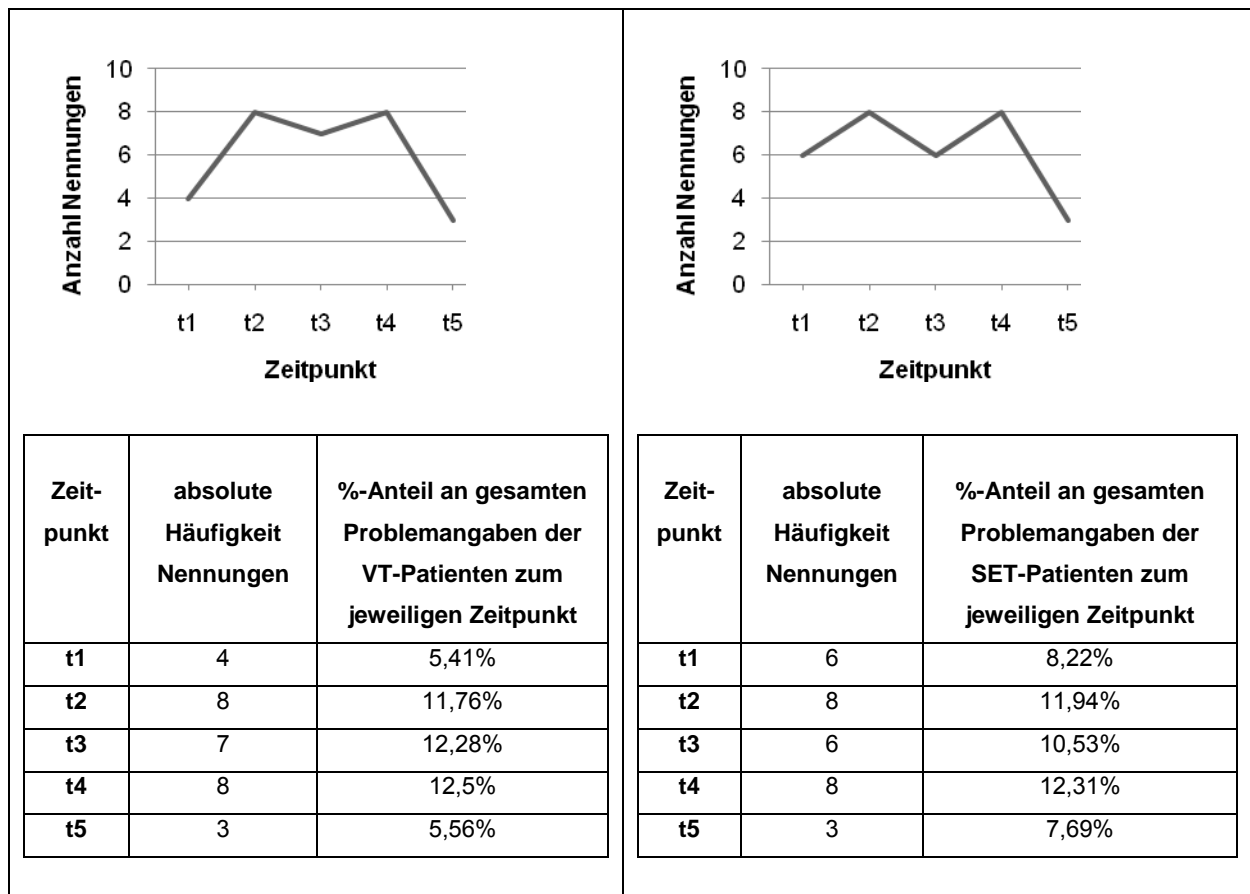 10
8
6
4
2
0
Anzahl Nennungen
t1 t2 t3 t4 t5
Zeitpunkt
Zeit-
punkt
absolute
Häufigkeit
Nennungen
%-Anteil an gesamten
Problemangaben der
VT-Patienten zum
jeweiligen Zeitpunkt
t1 4 5,41%
t2 8 11,76%
t3 7 12,28%
t4 8 12,5%
t5 3 5,56%
10
8
6
4
2
0
Anzahl Nennungen
t1 t2 t3 t4 t5
Zeitpunkt
Zeit-
punkt
absolute
Häufigkeit
Nennungen
%-Anteil an gesamten
Problemangaben der
SET-Patienten zum
jeweiligen Zeitpunkt
t1 6 8,22%
t2 8 11,94%
t3 6 10,53%
t4 8 12,31%
t5 3 7,69%